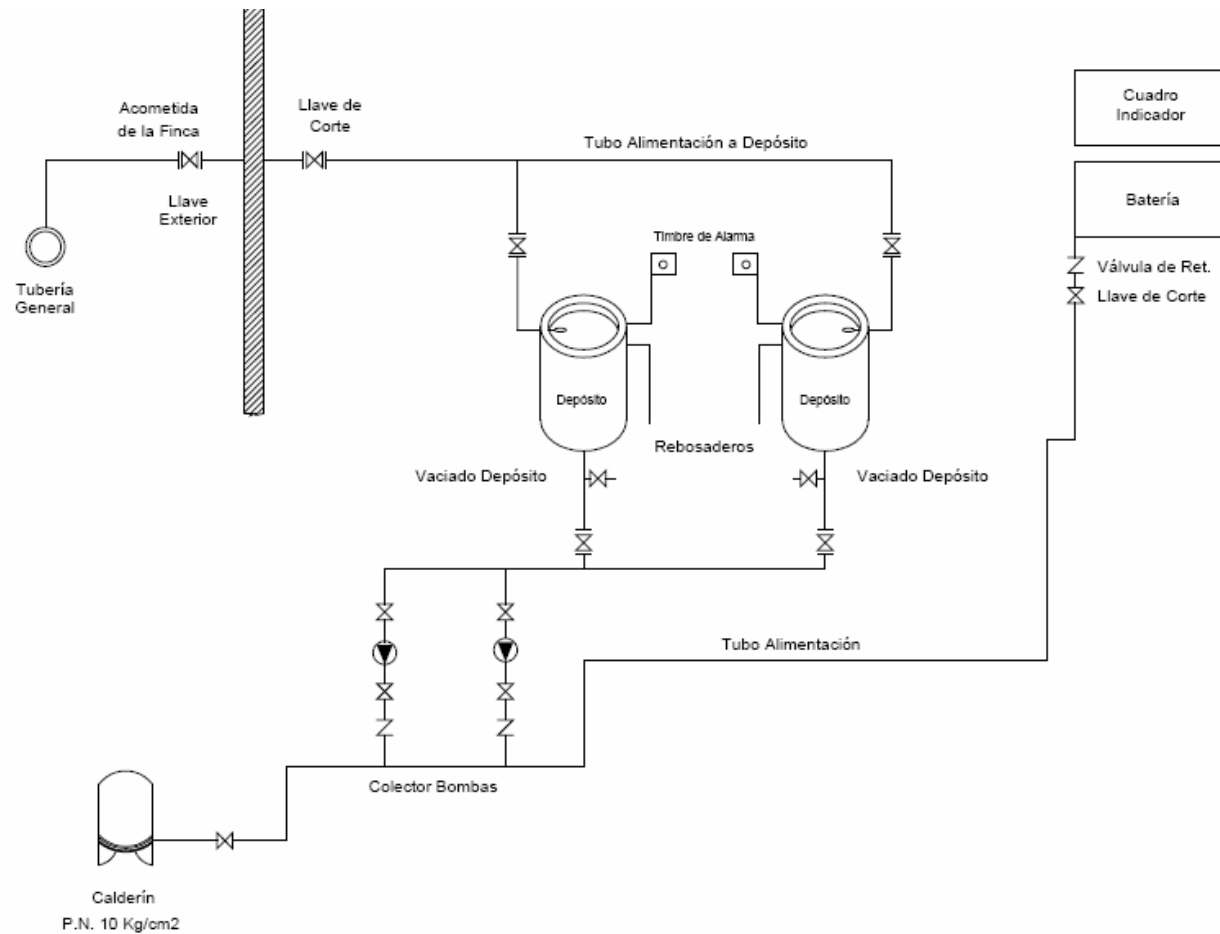 Cuadro
Indicador
Acometida
de la Finca
Llave de
Corte
Tubo Alimentación a Depósito
Llave
Exterior
Timbre de Alarma
Batería
Tubería
General
Válvula de Ret.
Llave de Corte
Depósito
Depósito
Rebosaderos
Vaciado Depósito
Vaciado Depósito
Tubo Alimentación
Colector Bombas
Calderín
P.N. 10 Kg/cm2